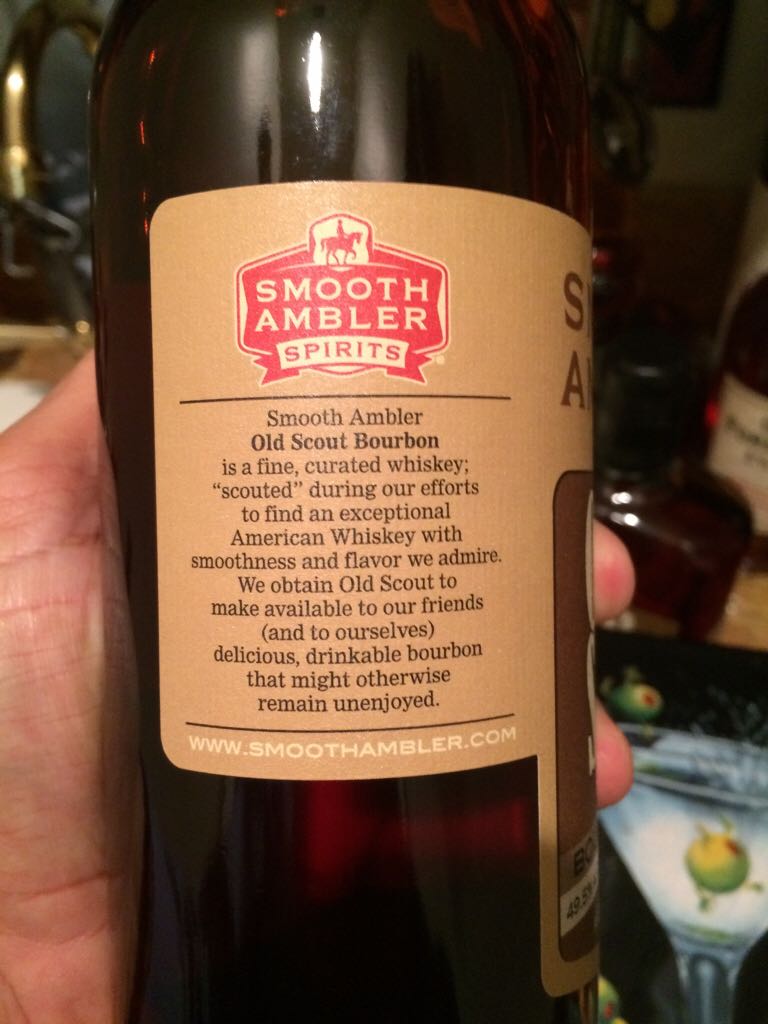 SMOOTH
AMBLER
SPIRITS
Smooth Ambler
Old Scout Bourbon
is a fine, curated whiskey;
“scouted” during our efforts
to find an exceptional
American Whiskey with
smoothness and flavor we admire.
We obtain Old Scout to
make available to our friends
(and to ourselves)
delicious, drinkable bourbon
that might otherwise
remain unenjoyed.
WWW.SMOOTHAMBLER.COM